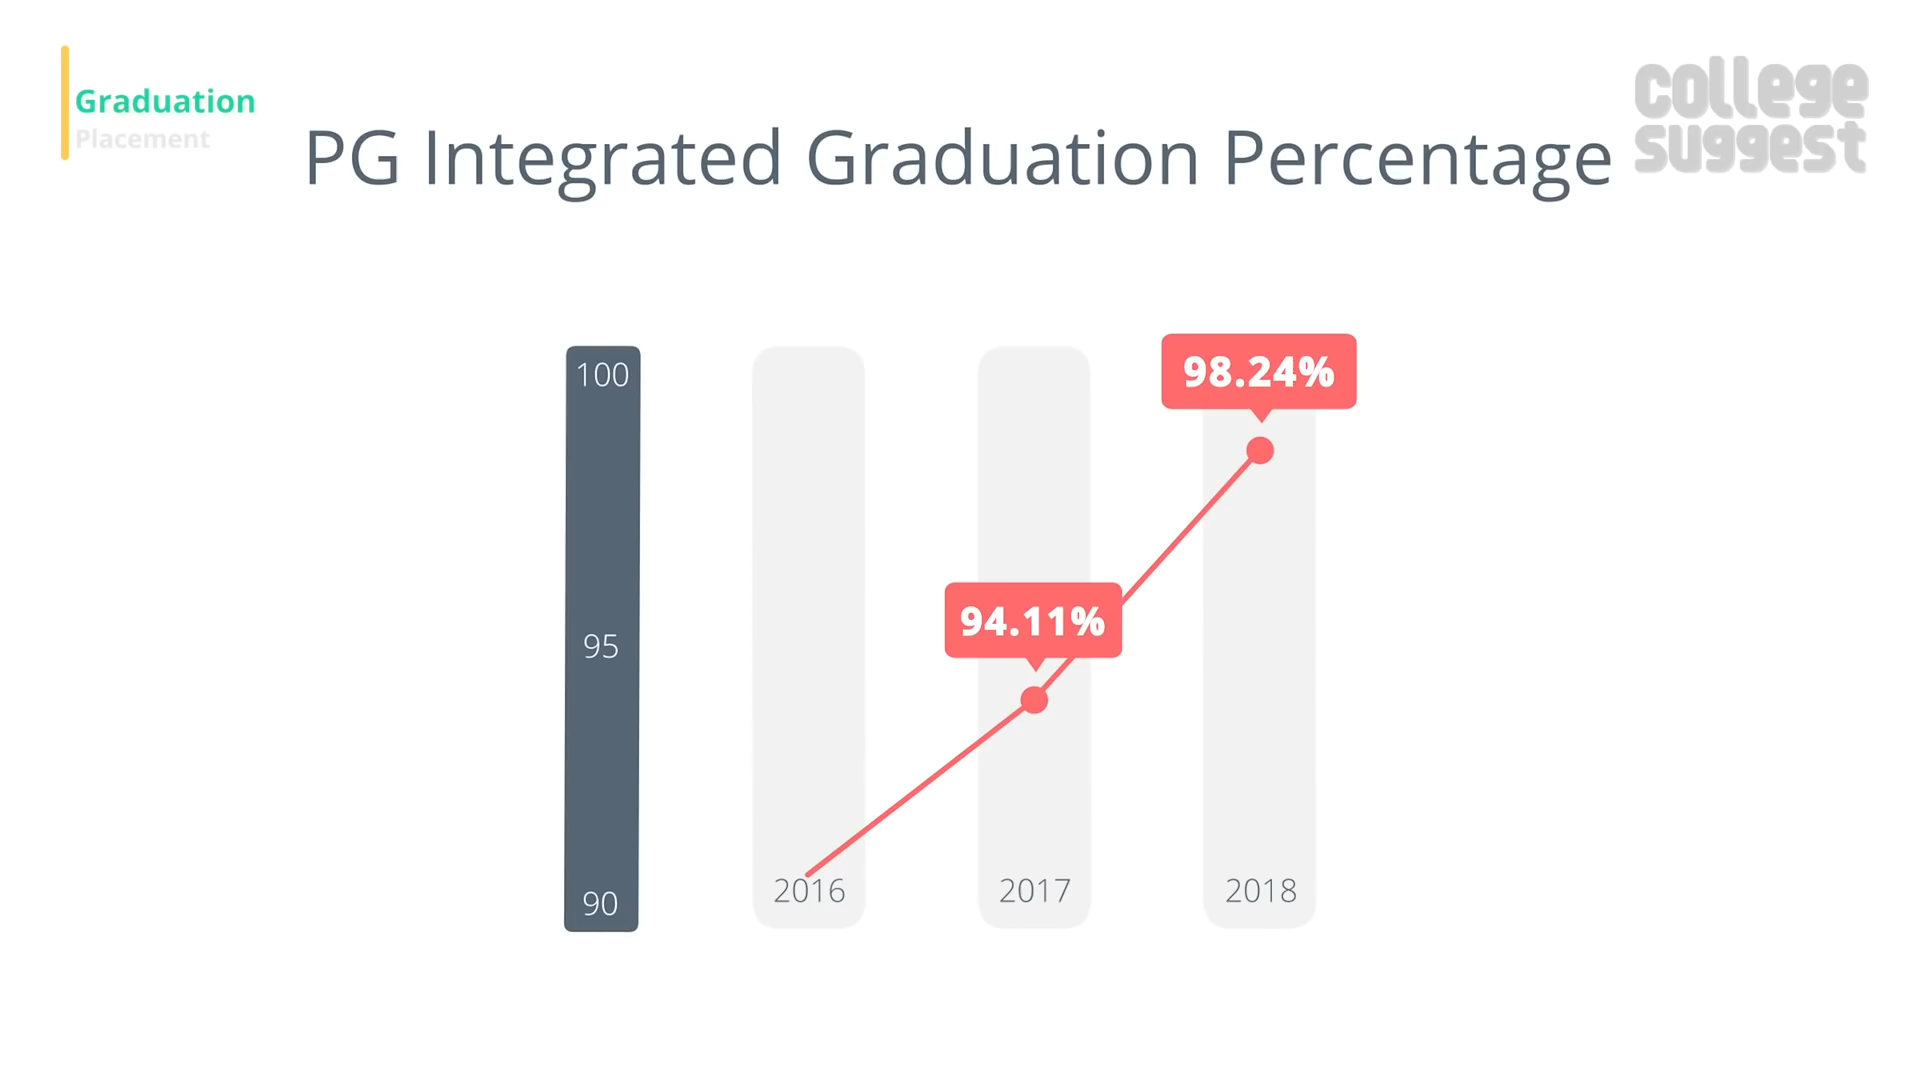 Graduation
Placement
college
suggest
PG Integrated Graduation Percentage
100
95
90
98.24%
94.11%
2016
2017
2018